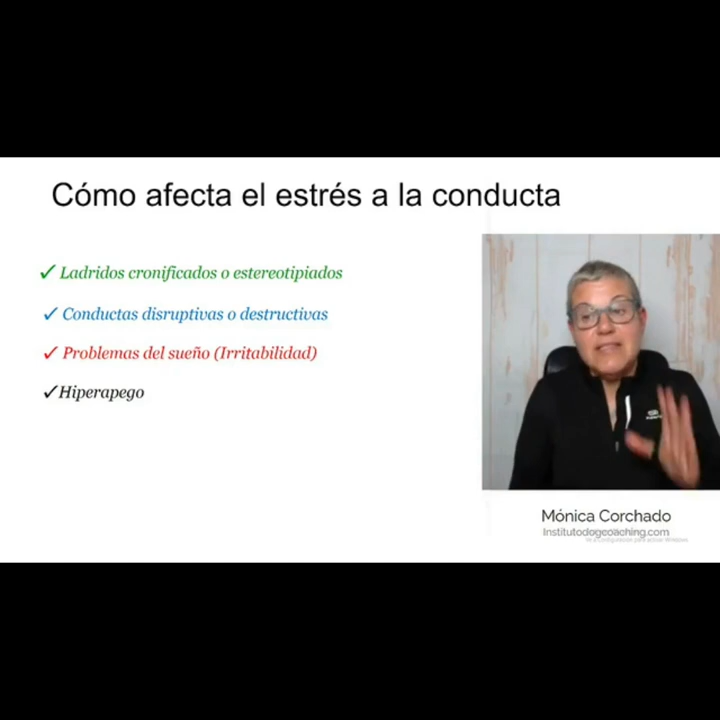 Cómo afecta el estrés a la conducta
✓ Ladridos cronificados o estereotipiados
✓ Conductas disruptivas o destructivas
✓ Problemas del sueño (Irritabilidad)
✓ Hiperapego
Mónica Corchado
Institutodogcoaching.com